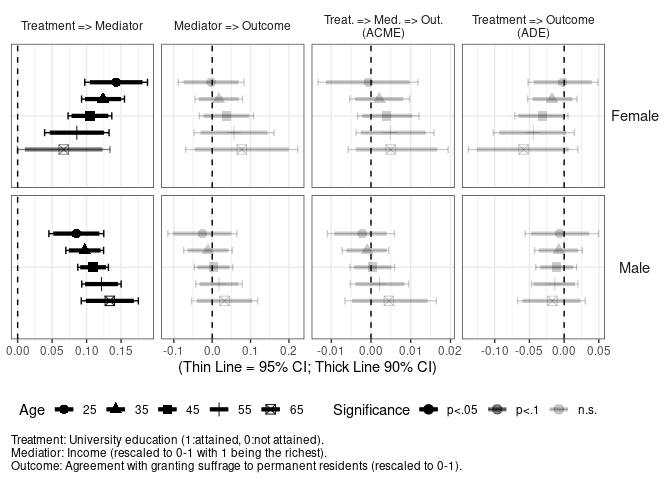 Treatment => Mediator
Mediator => Outcome
Treat. => Med. => Out.
(ACME)
Treatment => Outcome
(ADE)
Female
Male
0.00 0.05 0.10 0.15
-0.1 0.0 0.1 0.2
-0.01 0.00 0.01 0.02
-0.10 -0.05 0.00 0.05
(Thin Line = 95% CI; Thick Line 90% CI)
Age 25 35 45 55 65
Significance p<.05 p<.1 n.s.
Treatment: University education (1:attained, 0:not attained).
Mediatior: Income (rescaled to 0-1 with 1 being the richest).
Outcome: Agreement with granting suffrage to permanent residents (rescaled to 0-1).